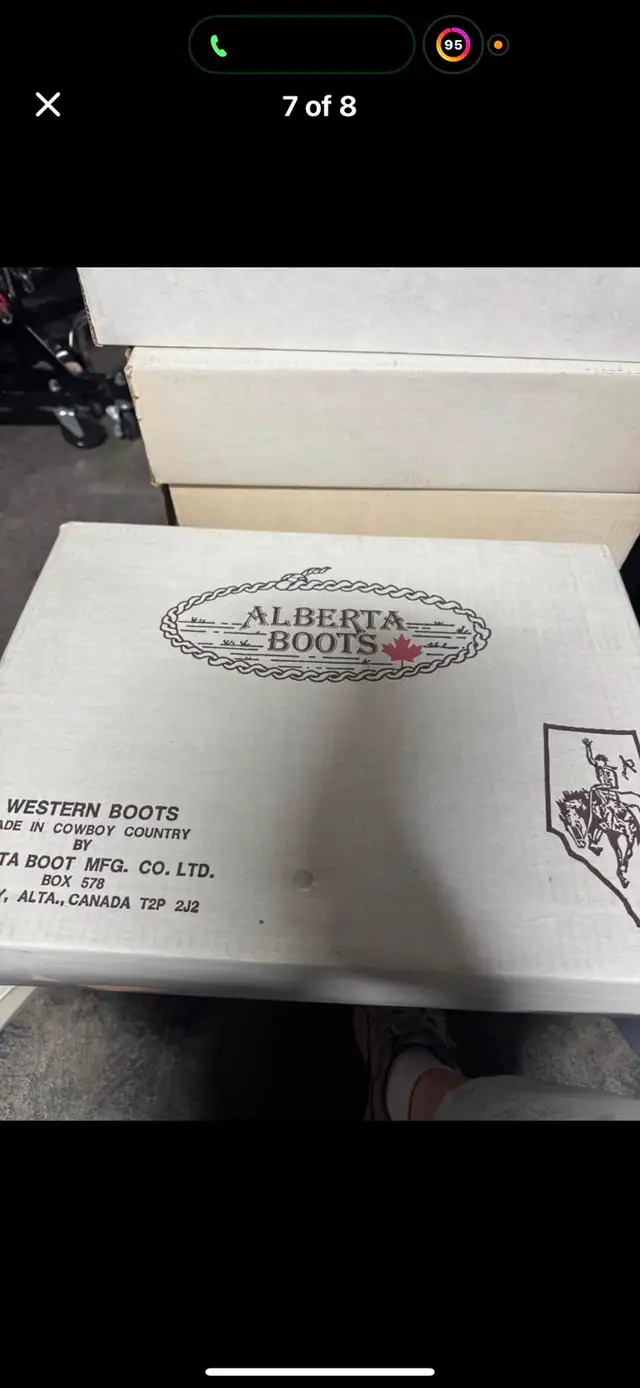 95
7 of 8
ALBERTA
BOOTS
WESTERN BOOTS
ADE IN COWBOY COUNTRY
BY
TA BOOT MFG. CO. LTD.
BOX 578
Y, ALTA., CANADA T2P 2J2